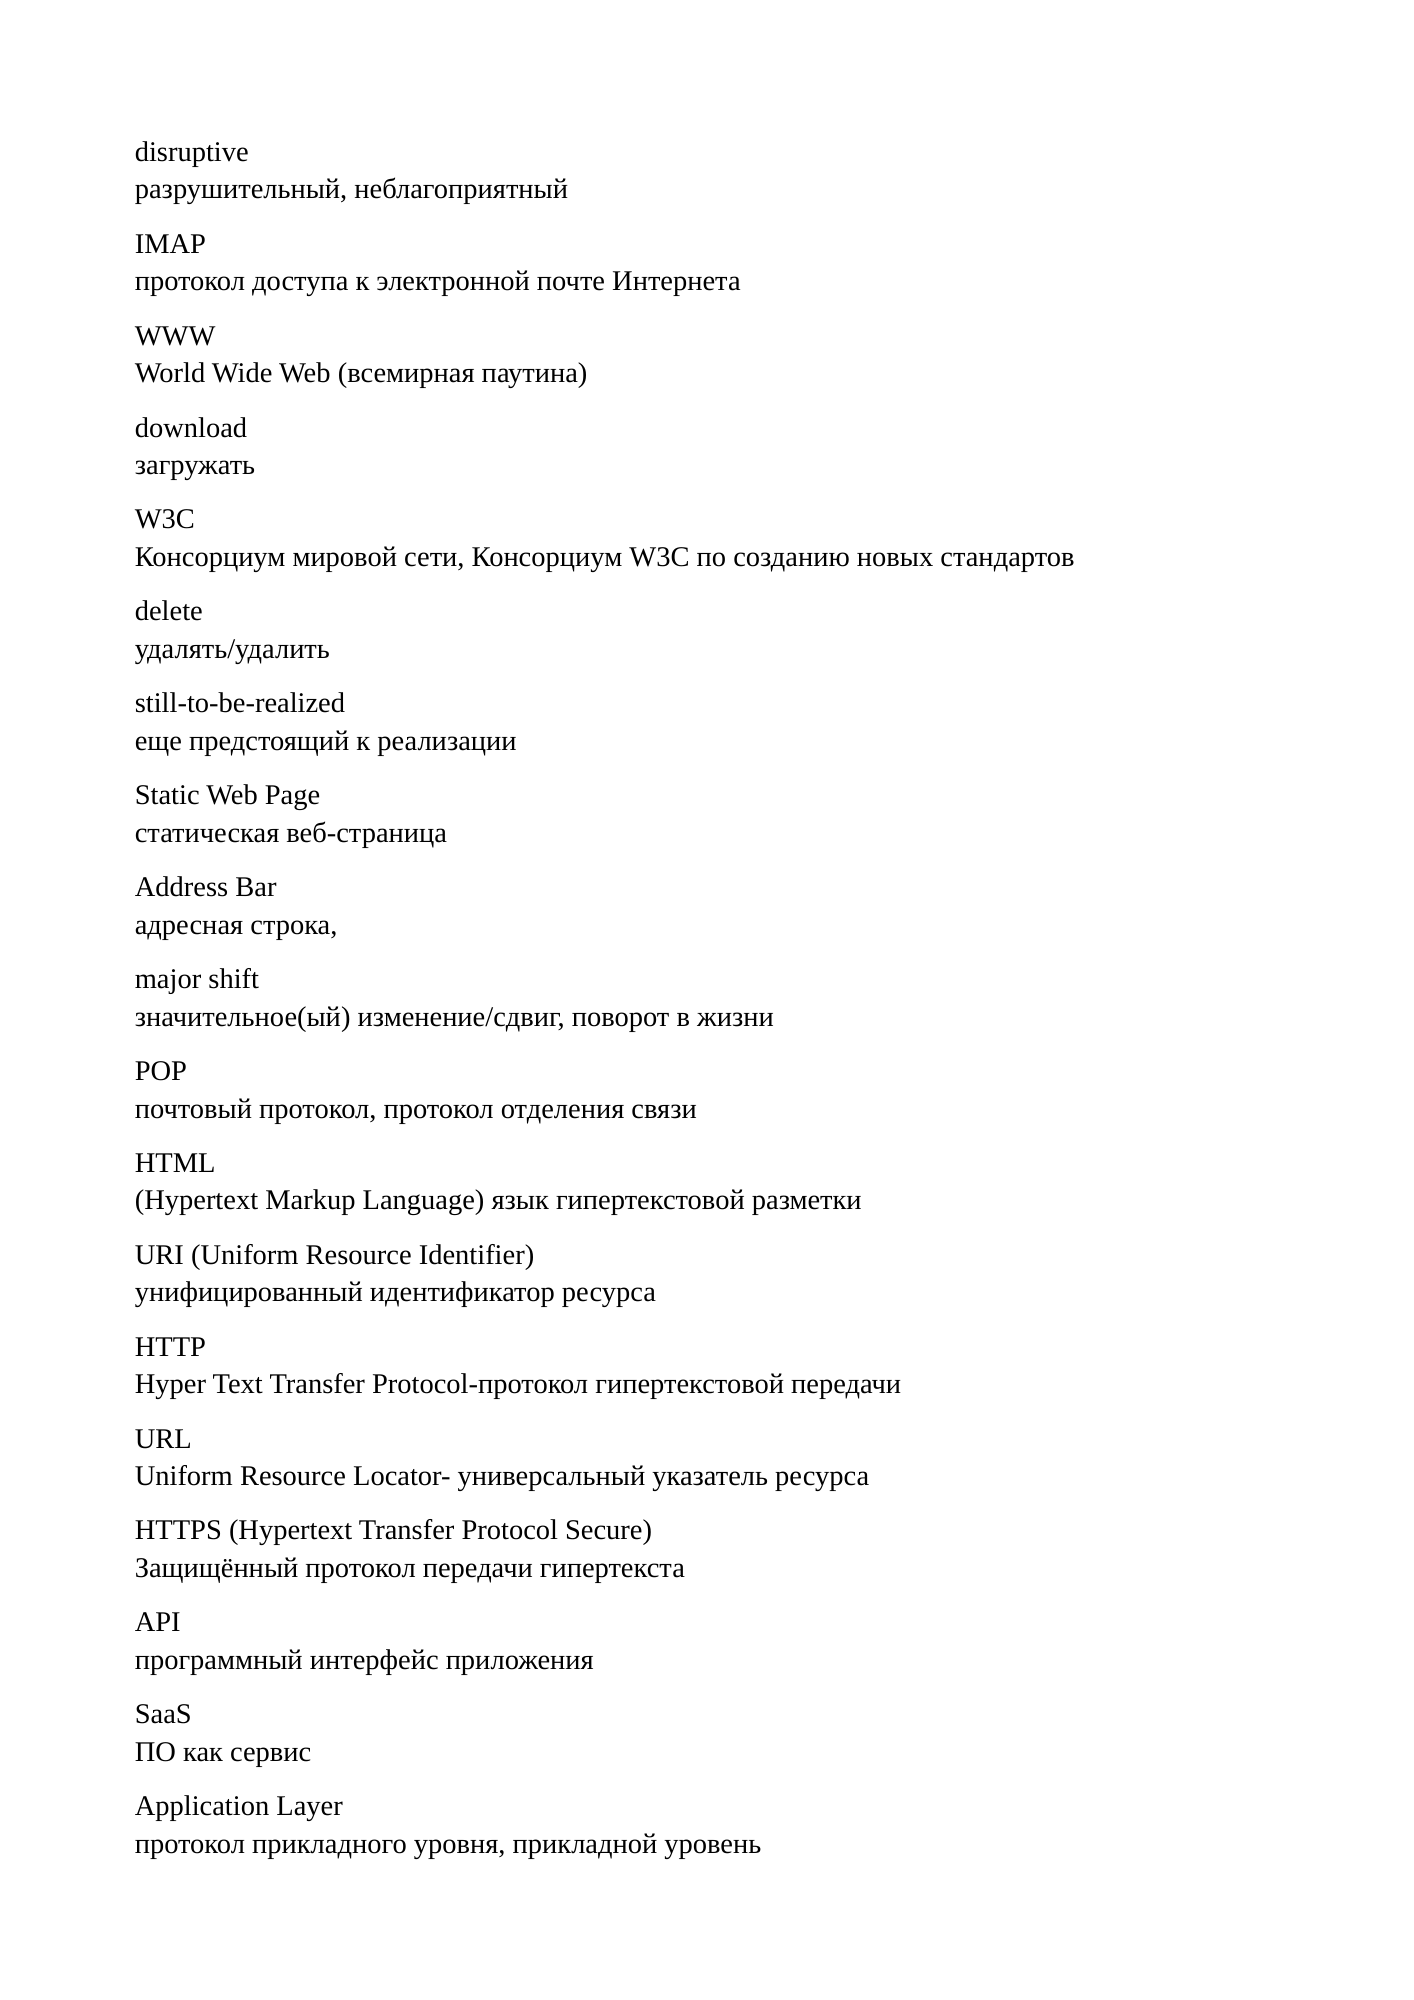 disruptive
разрушительный, неблагоприятный
IMAP
протокол доступа к электронной почте Интернета
WWW
World Wide Web (всемирная паутина)
download
загружать
W3C
Консорциум мировой сети, Консорциум W3C по созданию новых стандартов
delete
удалять/удалить
still-to-be-realized
еще предстоящий к реализации
Static Web Page
статическая веб-страница
Address Bar
адресная строка,
major shift
значительное(ый) изменение/сдвиг, поворот в жизни
POP
почтовый протокол, протокол отделения связи
HTML
(Hypertext Markup Language) язык гипертекстовой разметки
URI (Uniform Resource Identifier)
унифицированный идентификатор ресурса
HTTP
Hyper Text Transfer Protocol-протокол гипертекстовой передачи
URL
Uniform Resource Locator- универсальный указатель ресурса
HTTPS (Hypertext Transfer Protocol Secure)
Защищённый протокол передачи гипертекста
API
программный интерфейс приложения
SaaS
ПО как сервис
Application Layer
протокол прикладного уровня, прикладной уровень